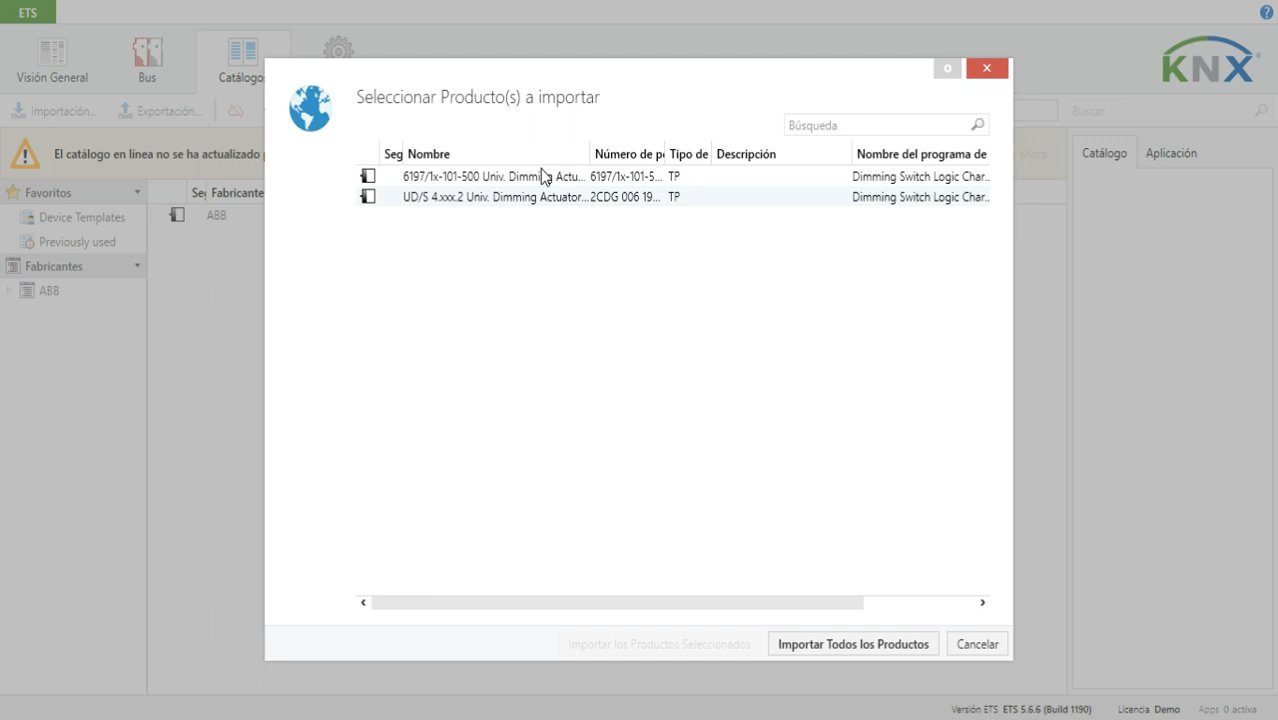 ETS
Visión General
Bus
Catálogos
KNX
Importación...
Exportación...
Buscar
El catálogo en línea no se ha actualizado
ahora.
Favoritos
Device Templates
Previously used
Fabricantes
ABB
Fabricante
ABB
Seleccionar Producto(s) a importar
Búsqueda
Seg Nombre Número de pe Tipo de Descripción Nombre del programa de
6197/1x-101-500 Univ. Dimming Actu... 6197/1x-101-5... TP Dimming Switch Logic Char..
UD/S 4.xxx.2 Univ. Dimming Actuator... 2CDG 006 19... TP Dimming Switch Logic Char..
Importar los Productos Seleccionados
Importar Todos los Productos
Cancelar
Catálogo
Aplicación
Versión ETS ETS 5.6.6 (Build 1190) Licencia Demo Apps 0 activa